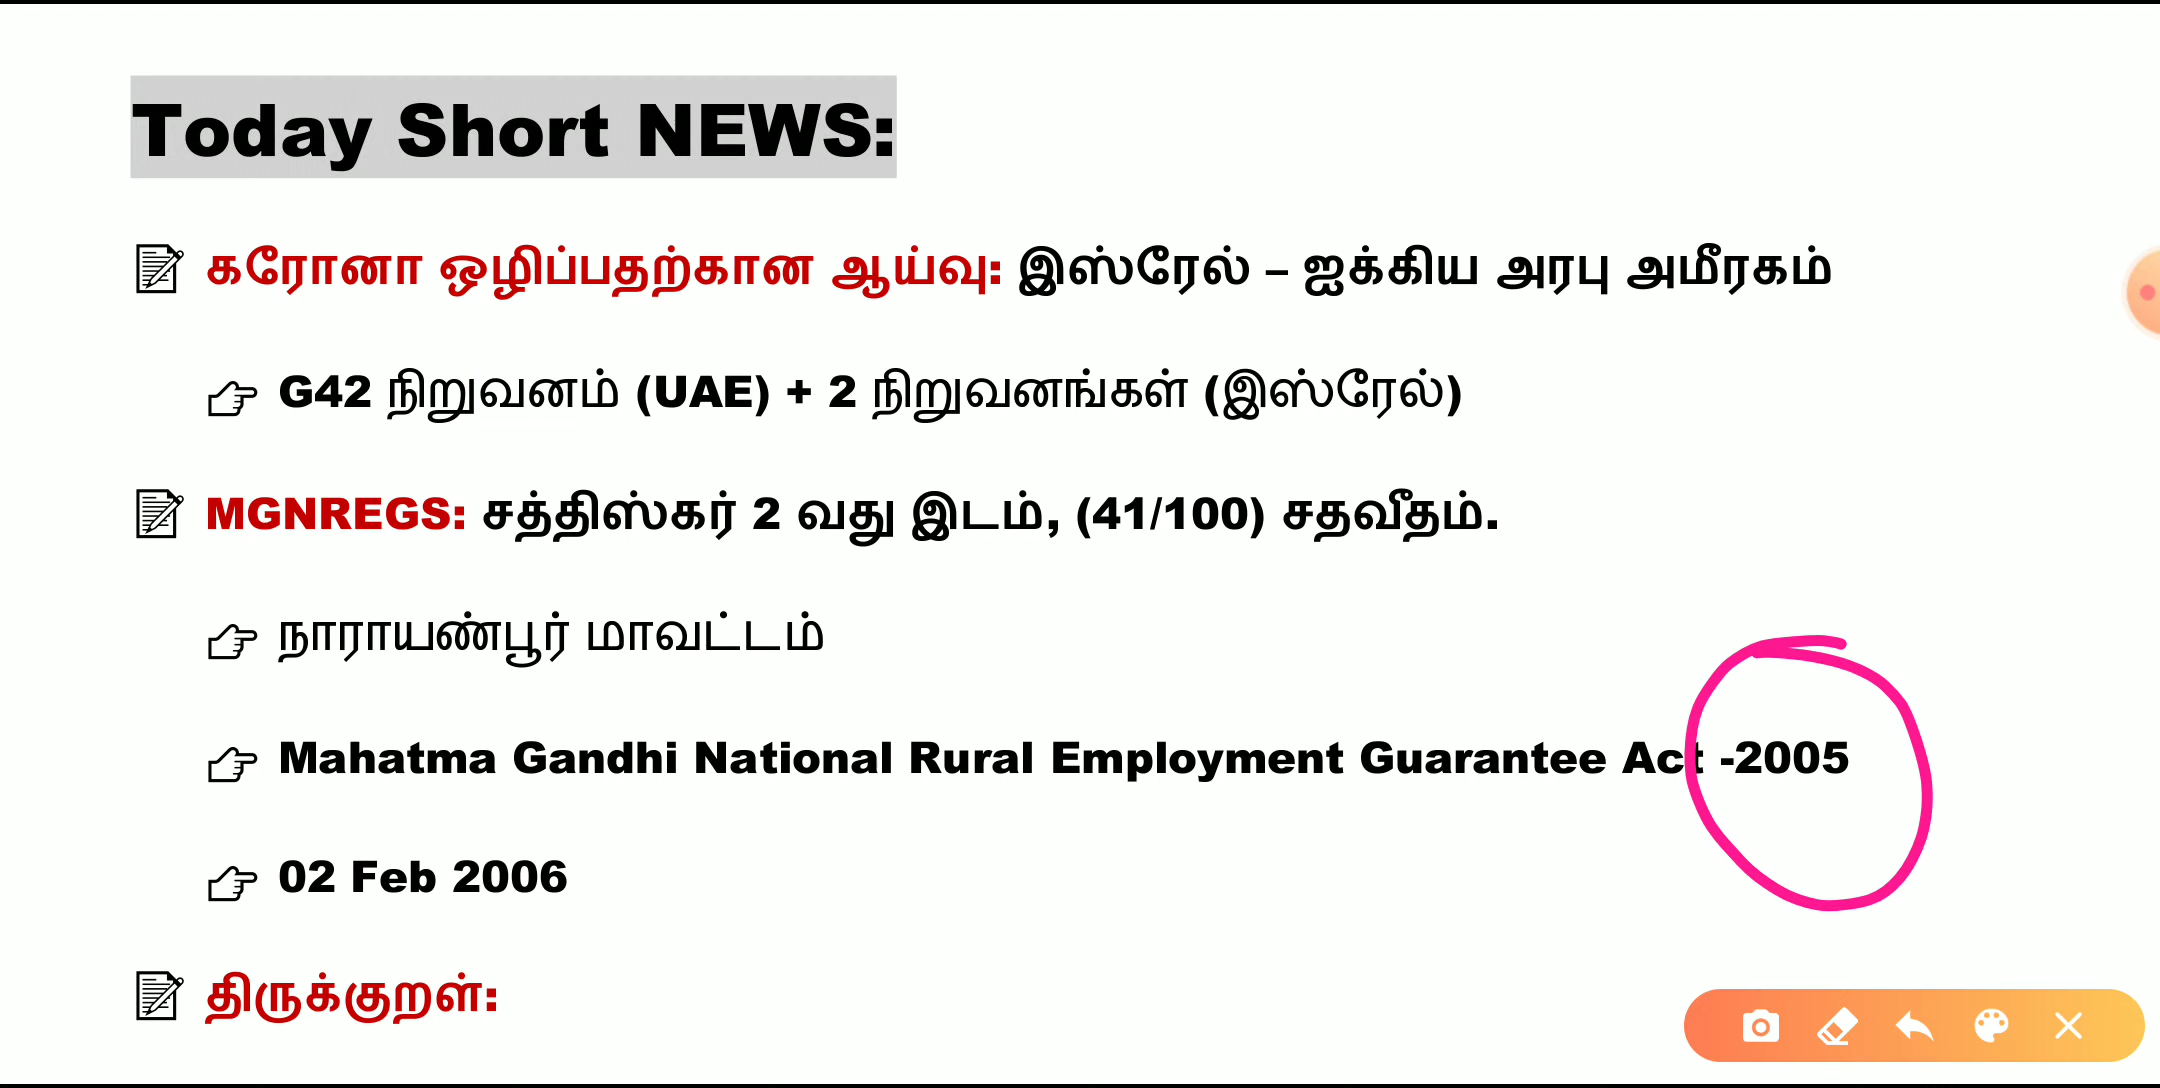 Today Short NEWS:
கரோனா ஒழிப்பதற்கான ஆய்வு: இஸ்ரேல் – ஐக்கிய அரபு அமீரகம்
G42 நிறுவனம் (UAE) + 2 நிறுவனங்கள் (இஸ்ரேல்)
MGNREGS: சத்திஸ்கர் 2 வது இடம், (41/100) சதவீதம்.
நாராயண்பூர் மாவட்டம்
Mahatma Gandhi National Rural Employment Guarantee Act -2005
02 Feb 2006
திருக்குறள்: